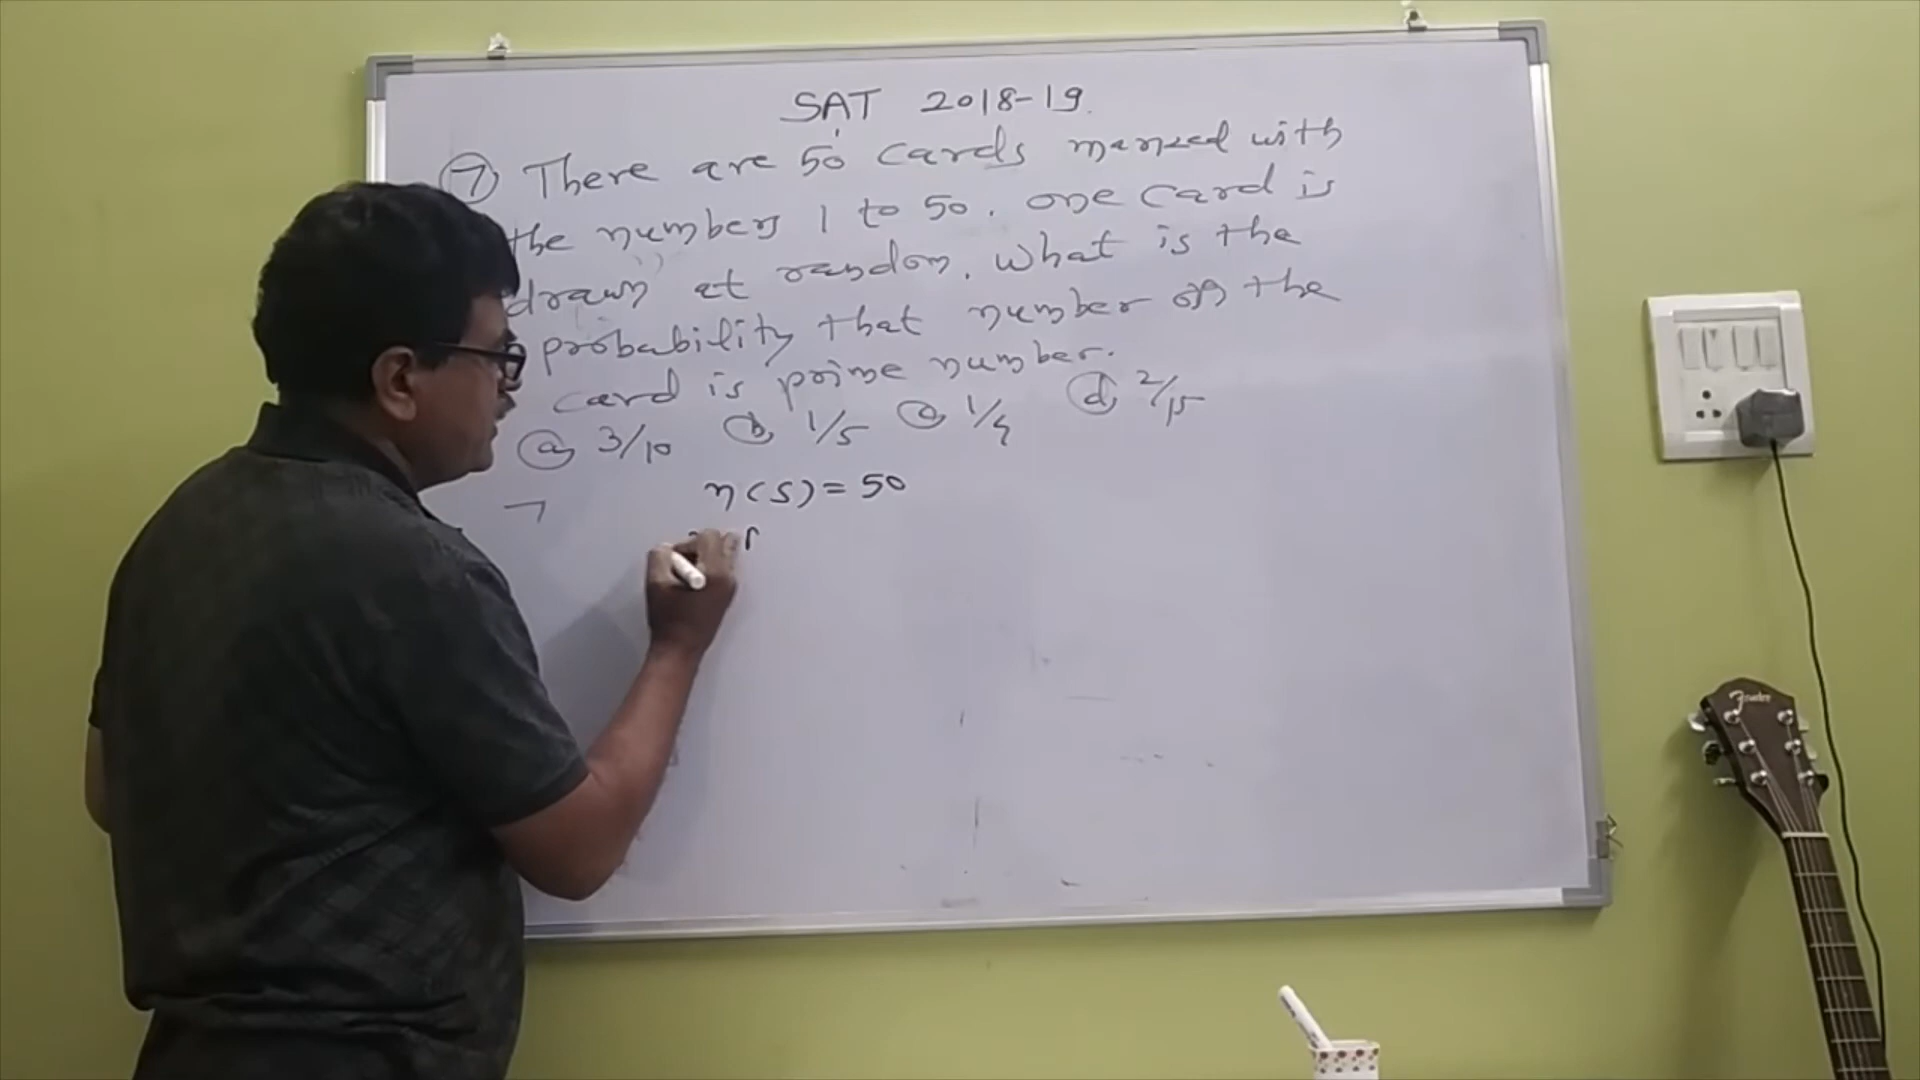 SAT 2018-19
⑦ There are 50 cards marked with
the numbers 1 to 50. one card is
drawn at random. What is the
probability that number on the
card is prime number.
ⓐ 3/10 ⓑ 1/5 ⓒ 1/4 ⓓ 2/15
η(S) = 50
Fender